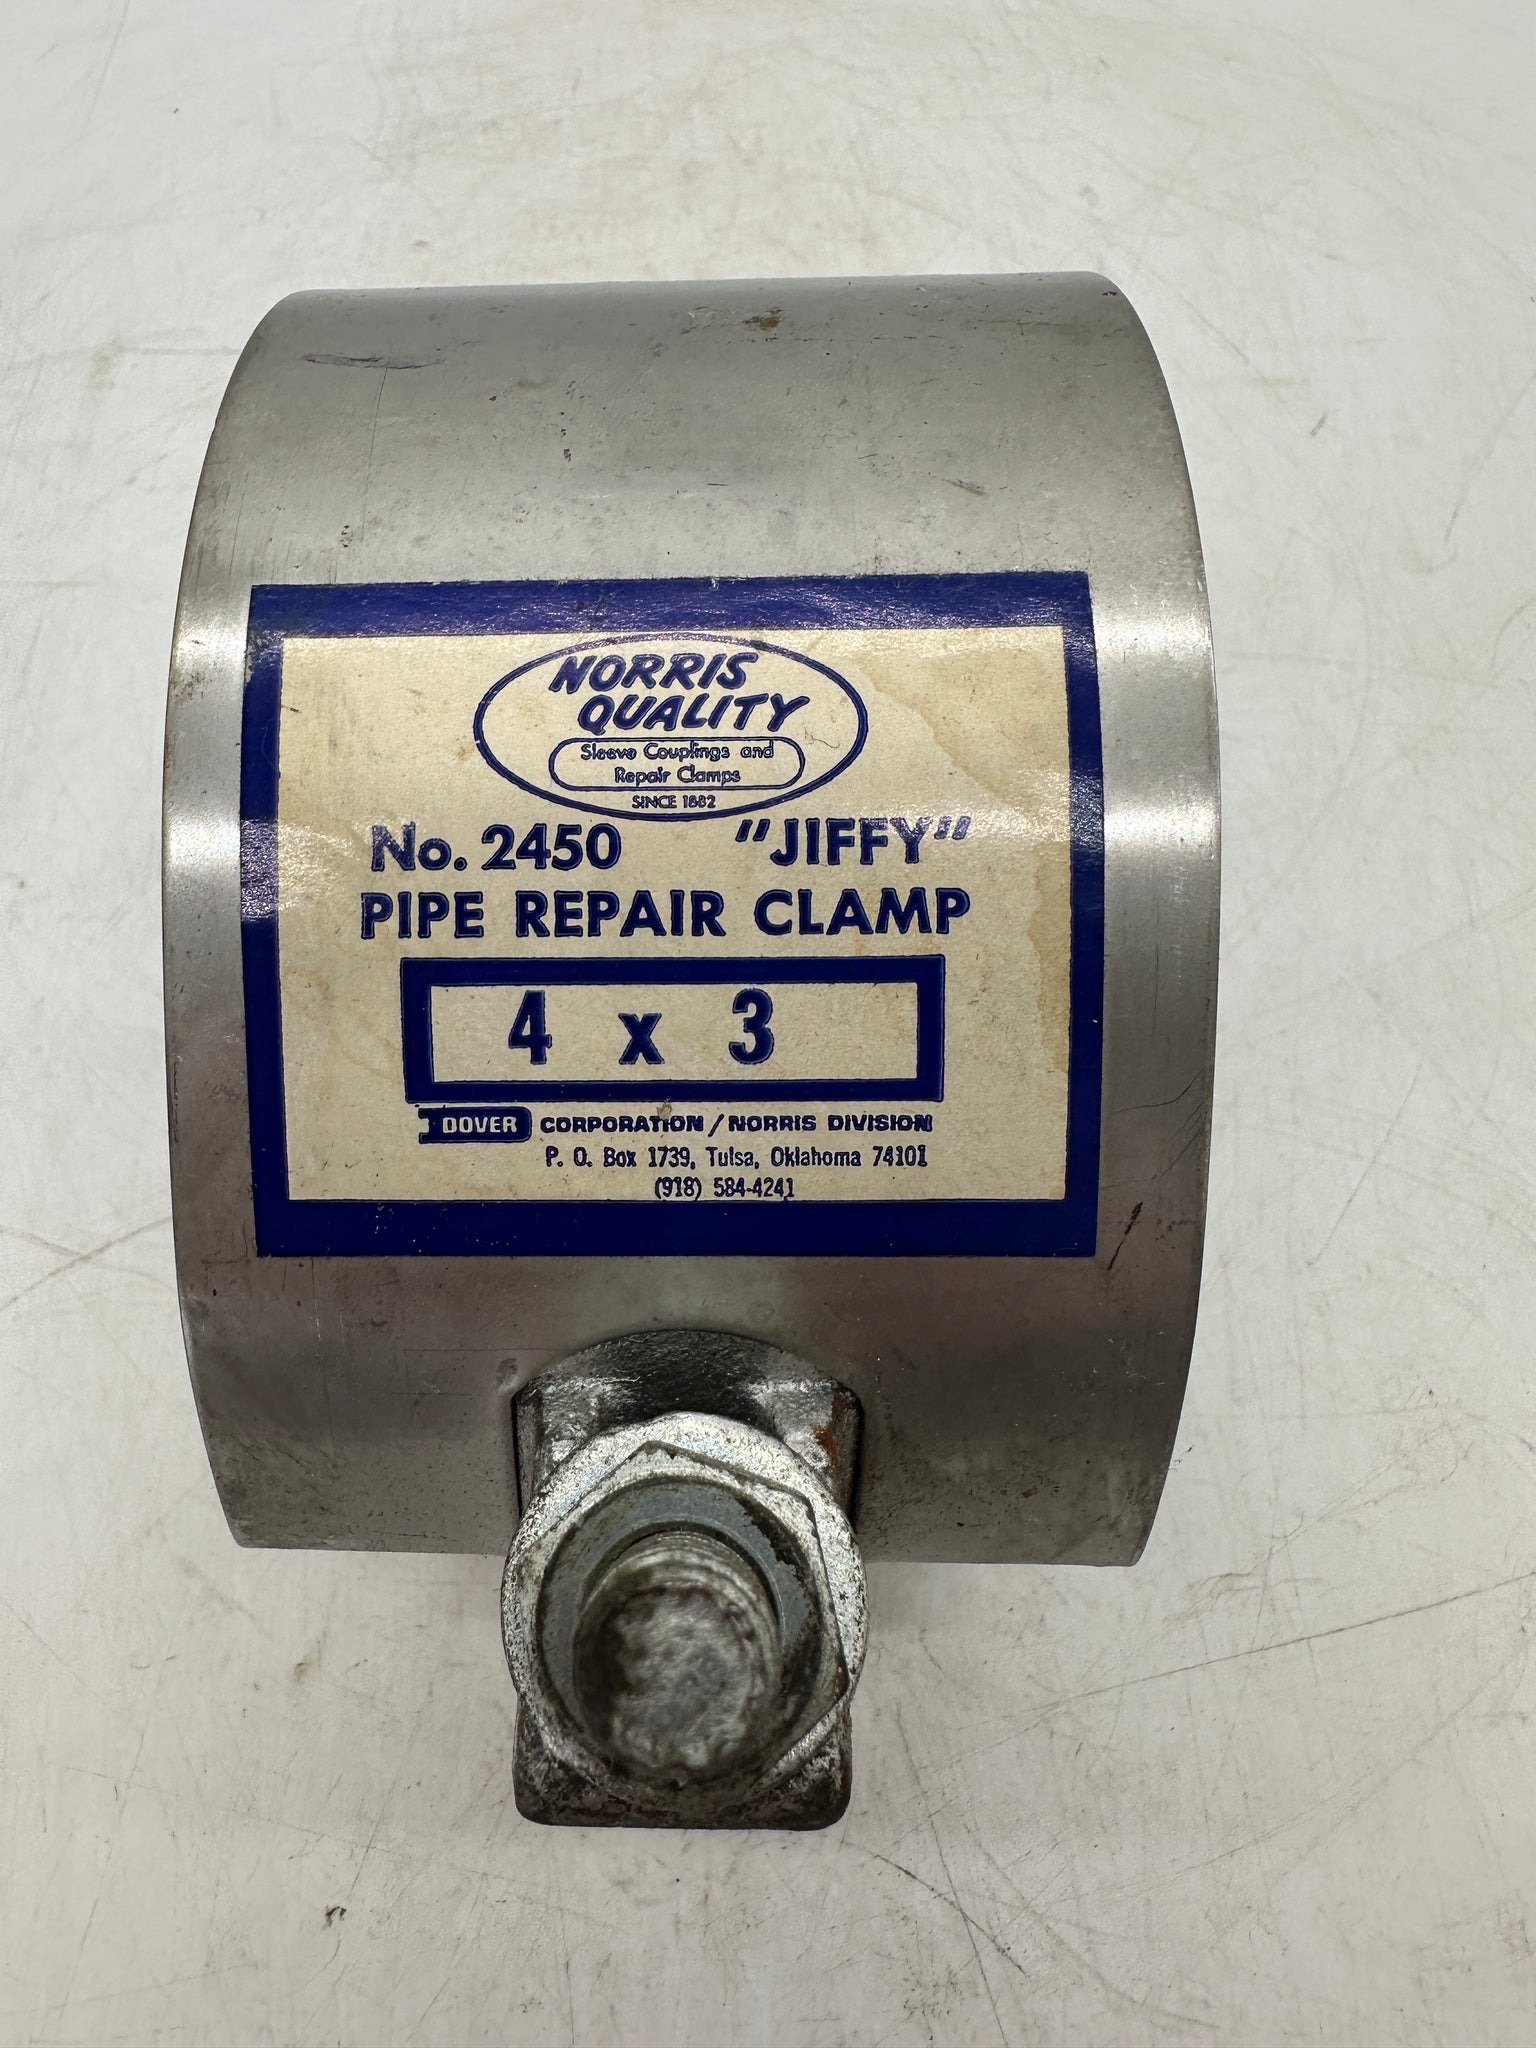 NORRIS
QUALITY
Sleeve Couplings and
Repair Clamps
SINCE 1882
No. 2450 "JIFFY"
PIPE REPAIR CLAMP
4 x 3
DOVER CORPORATION / NORRIS DIVISION
P. O. Box 1739, Tulsa, Oklahoma 74101
(918) 584-4241